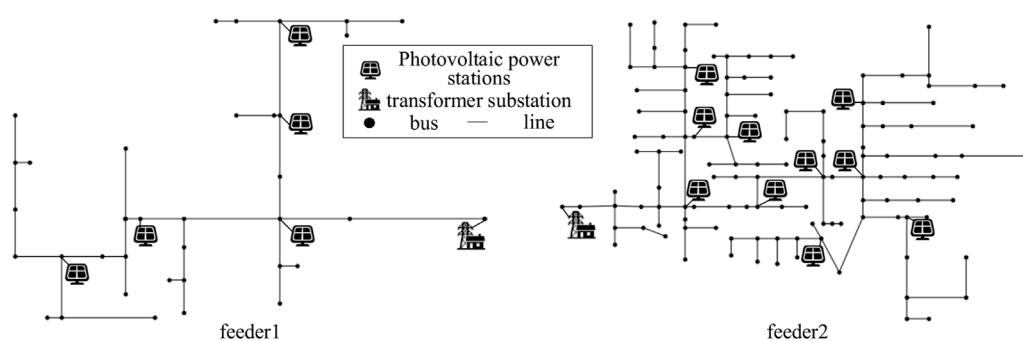 Photovoltaic power
stations
transformer substation
bus — line
feeder1
feeder2